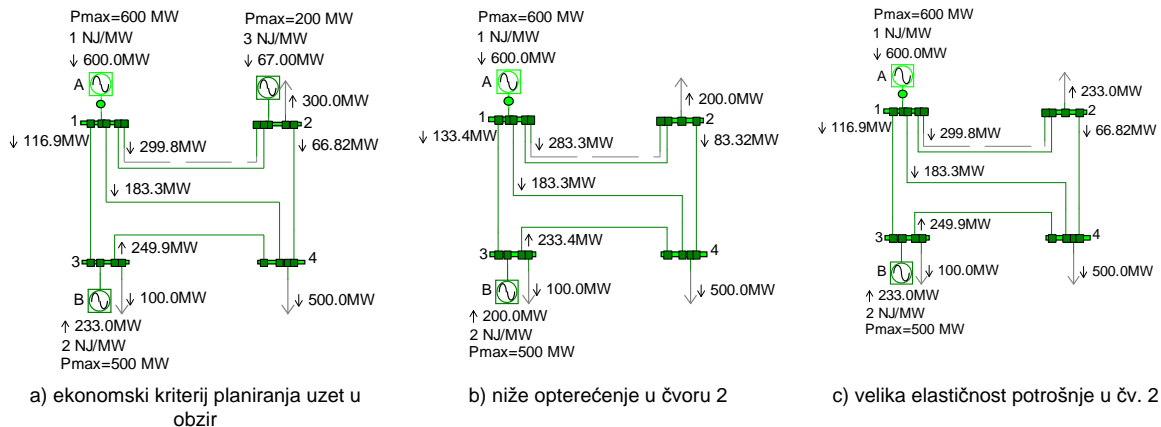 Pmax=600 MW
1 NJ/MW
↓ 600.0MW
A
Pmax=200 MW
3 NJ/MW
↓ 67.00MW
↑ 300.0MW
1
2
↓ 116.9MW
↓ 299.8MW
↓ 66.82MW
↓ 183.3MW
↑ 249.9MW
3
4
B
↓ 100.0MW
↓ 500.0MW
↑ 233.0MW
2 NJ/MW
Pmax=500 MW
a) ekonomski kriterij planiranja uzet u
obzir
Pmax=600 MW
1 NJ/MW
↓ 600.0MW
A
↑ 200.0MW
1
2
↓ 133.4MW
↓ 283.3MW
↓ 83.32MW
↓ 183.3MW
↑ 233.4MW
3
4
B
↓ 100.0MW
↓ 500.0MW
↑ 200.0MW
2 NJ/MW
Pmax=500 MW
b) niže opterećenje u čvoru 2
Pmax=600 MW
1 NJ/MW
↓ 600.0MW
A
↑ 233.0MW
1
2
↓ 116.9MW
↓ 299.8MW
↓ 66.82MW
↓ 183.3MW
↑ 249.9MW
3
4
B
↓ 100.0MW
↓ 500.0MW
↑ 233.0MW
2 NJ/MW
Pmax=500 MW
c) velika elastičnost potrošnje u čv. 2